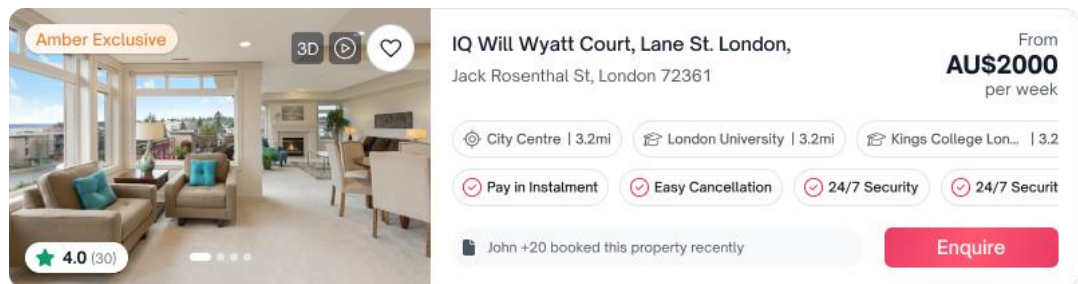 Amber Exclusive
3D
IQ Will Wyatt Court, Lane St. London,
From
Jack Rosenthal St, London 72361
AU$2000
per week
City Centre | 3.2mi
London University | 3.2mi
Kings College Lon... | 3.2
Pay in Instalment
Easy Cancellation
24/7 Security
24/7 Securit
4.0 (30)
John +20 booked this property recently
Enquire